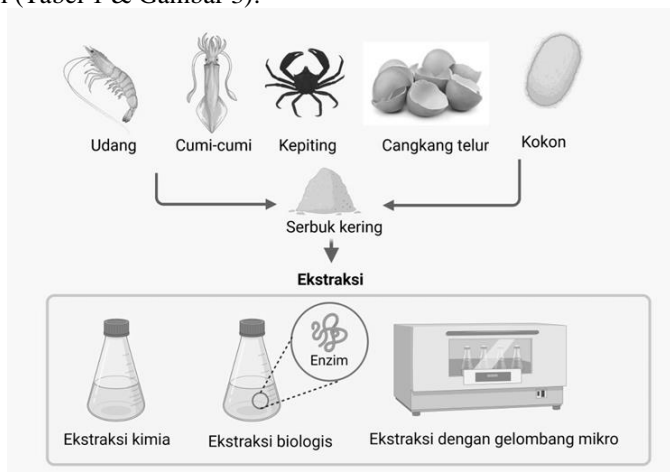 (Tabel 1 & Gambar 3).
Udang
Cumi-cumi
Kepiting
Cangkang telur
Kokon
Serbuk kering
Ekstraksi
Enzim
Ekstraksi kimia
Ekstraksi biologis
Ekstraksi dengan gelombang mikro